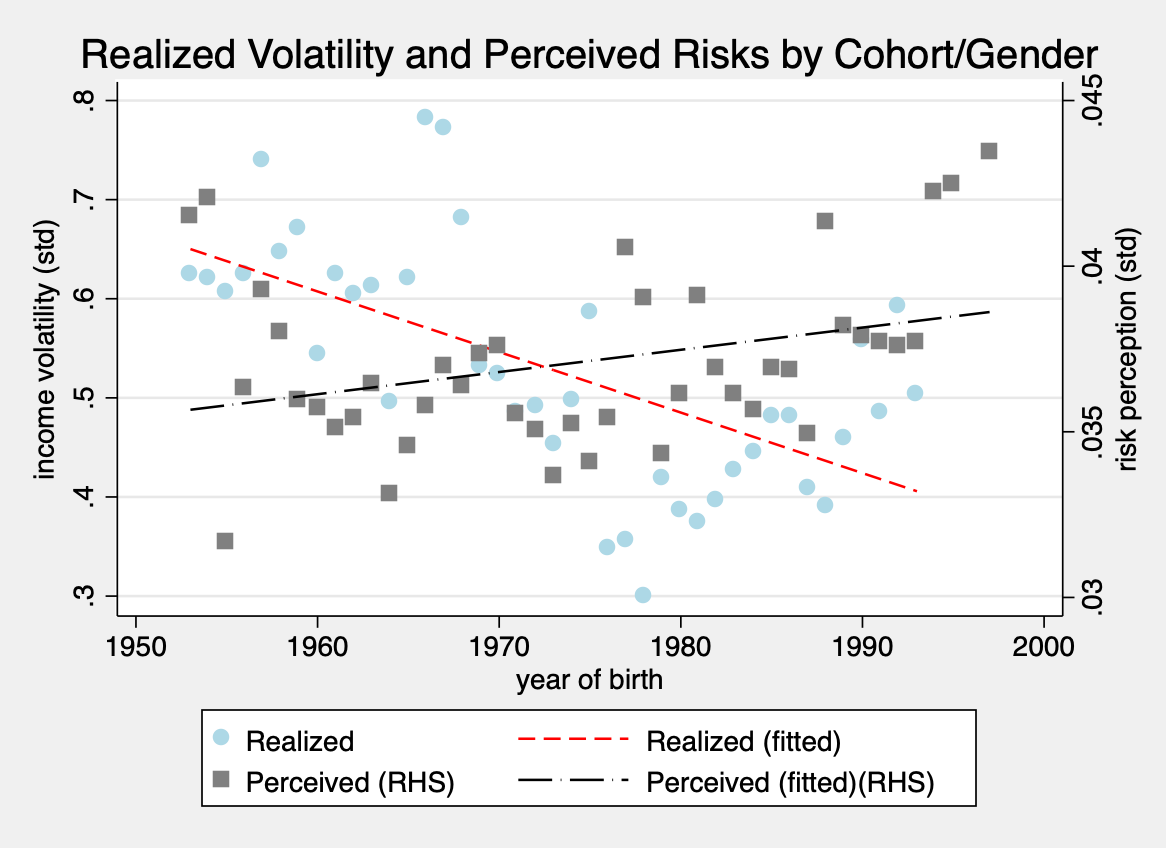 Realized Volatility and Perceived Risks by Cohort/Gender
income volatility (std)
.8
.7
.6
.5
.4
.3
.045
.04
.035
.03
risk perception (std)
1950 1960 1970 1980 1990 2000
year of birth
Realized Realized (fitted)
Perceived (RHS) Perceived (fitted)(RHS)